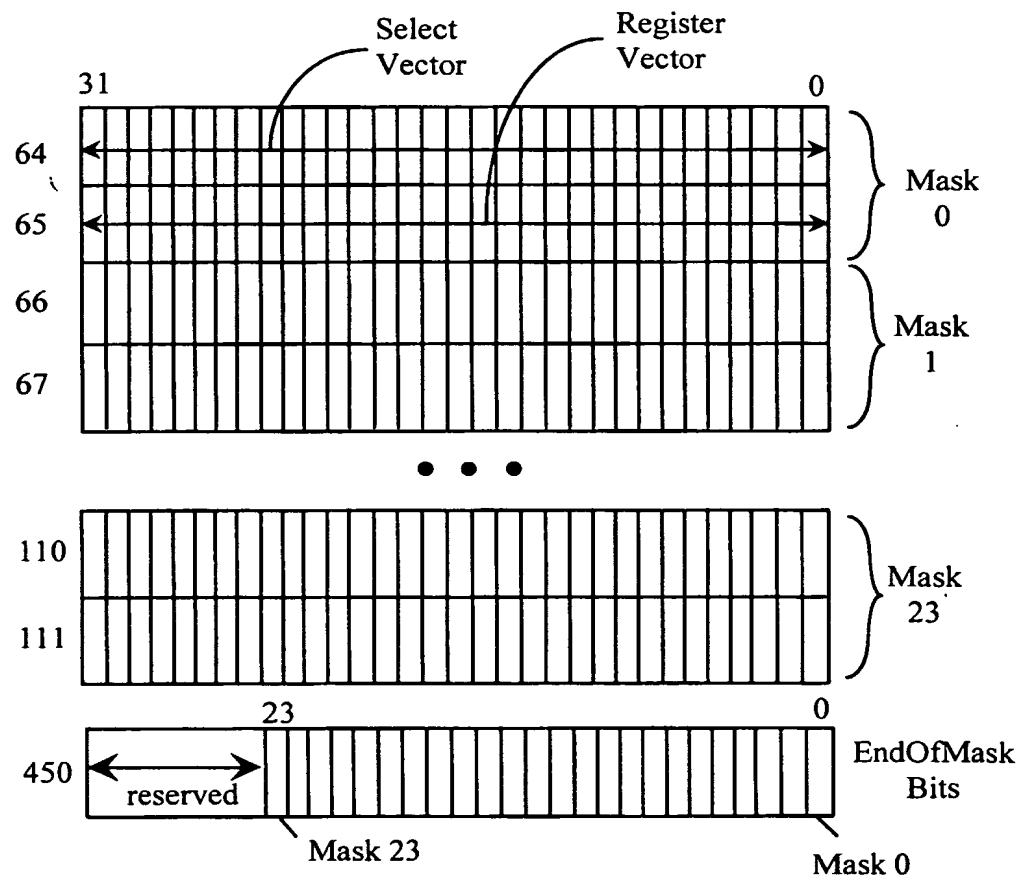 Select
Vector
Register
Vector
31
0
64
65
Mask
0
66
67
Mask
1
110
111
Mask
23
23
0
450
reserved
EndOfMask
Bits
Mask 23
Mask 0